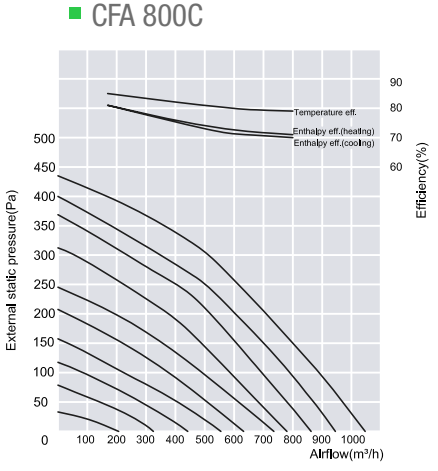 CFA 800C
90
80
Temperature eff.
Enthalpy eff.(heating)
70
Enthalpy eff.(cooling)
60
500
450
400
350
300
250
200
150
100
50
0
External static pressure(Pa)
Efficiency(%)
100 200 300 400 500 600 700 800 900 1000
Airflow(m³/h)